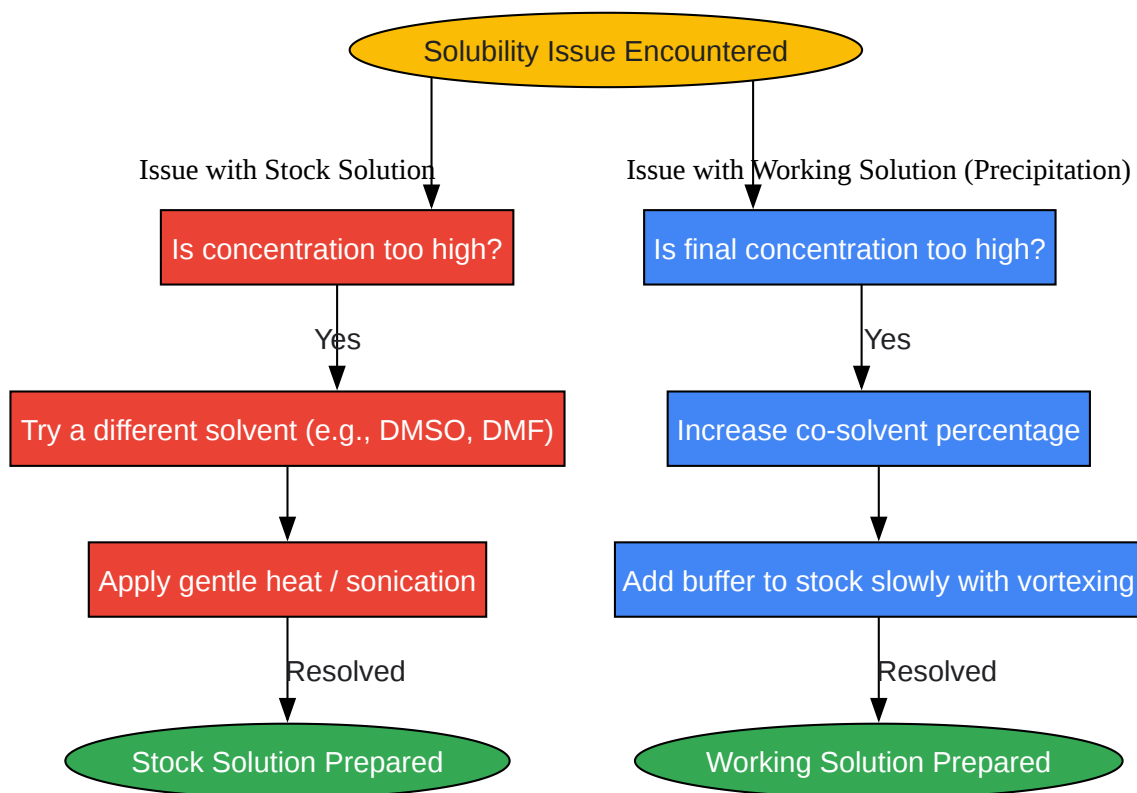 Solubility Issue Encountered
Issue with Stock Solution
Issue with Working Solution (Precipitation)
Is concentration too high?
Is final concentration too high?
Yes
Yes
Try a different solvent (e.g., DMSO, DMF)
Increase co-solvent percentage
Apply gentle heat / sonication
Add buffer to stock slowly with vortexing
Resolved
Resolved
Stock Solution Prepared
Working Solution Prepared